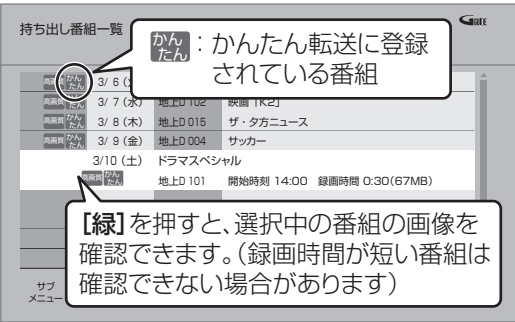 持ち出し番組一覧
GGUIDE
かんたん：かんたん転送に登録
されている番組
高画質 かんたん 3/ 6
高画質 かんたん 3/ 7 (水) 地上D 102 映画「K2」
高画質 かんたん 3/ 8 (木) 地上D 015 ザ・夕方ニュース
高画質 かんたん 3/ 9 (金) 地上D 004 サッカー
3/10 (土) ドラマスペシャル
高画質 かんたん 地上D 101 開始時刻 14:00 録画時間 0:30(67MB)
[緑]を押すと、選択中の番組の画像を
確認できます。(録画時間が短い番組は
確認できない場合があります)
サブ
メニュー